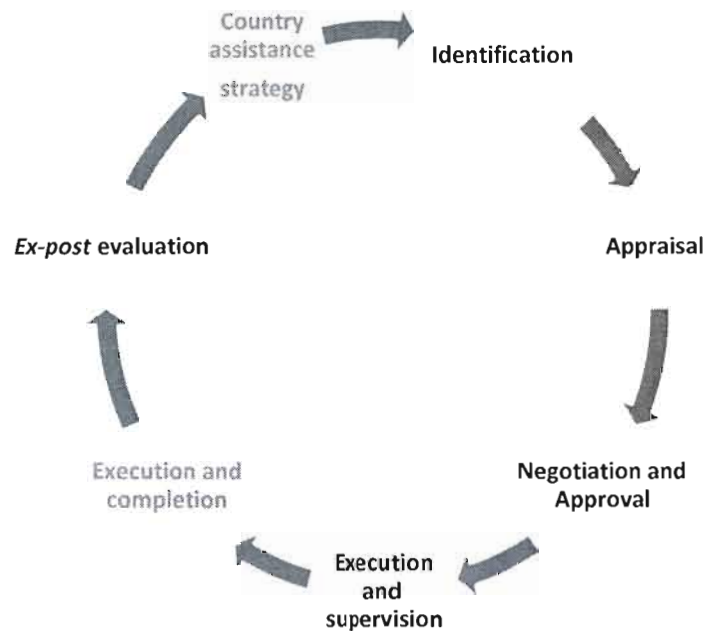 Country
assistance
strategy
Identification
Appraisal
Negotiation and
Approval
Execution
and
supervision
Execution and
completion
Ex-post evaluation